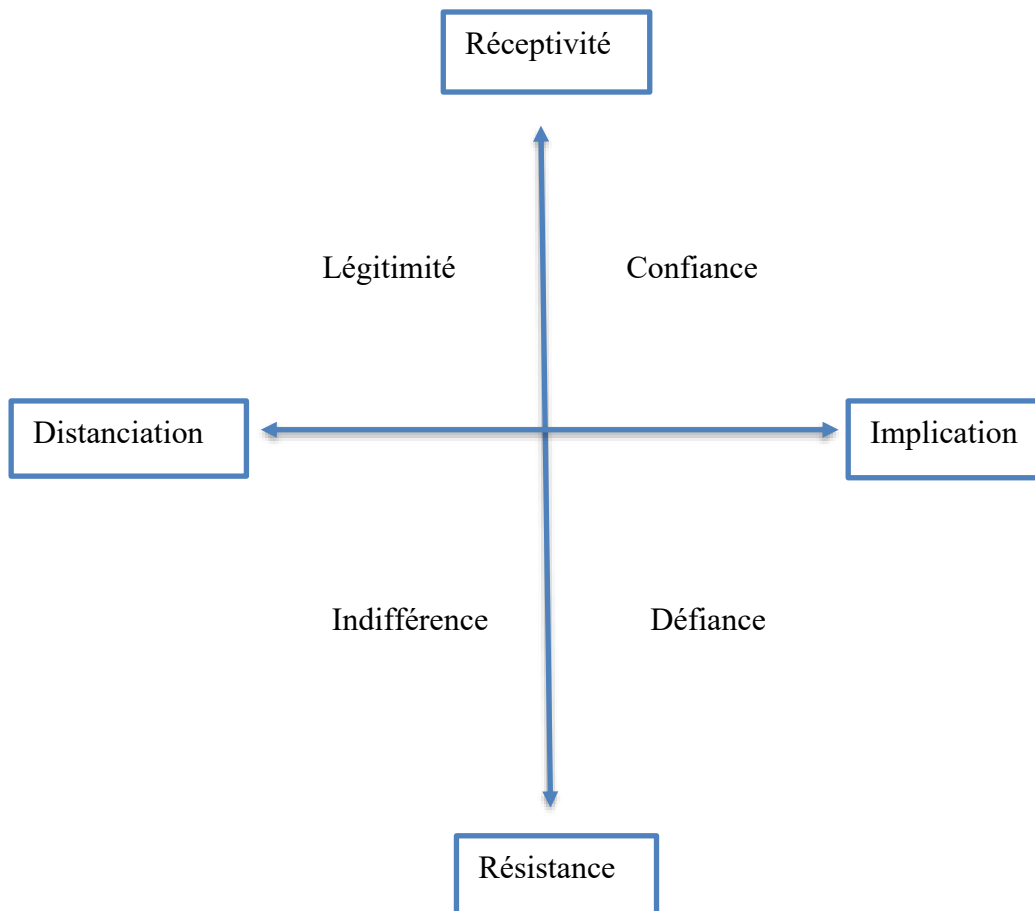 Réceptivité
Légitimité
Confiance
Distanciation
Implication
Indifférence
Défiance
Résistance